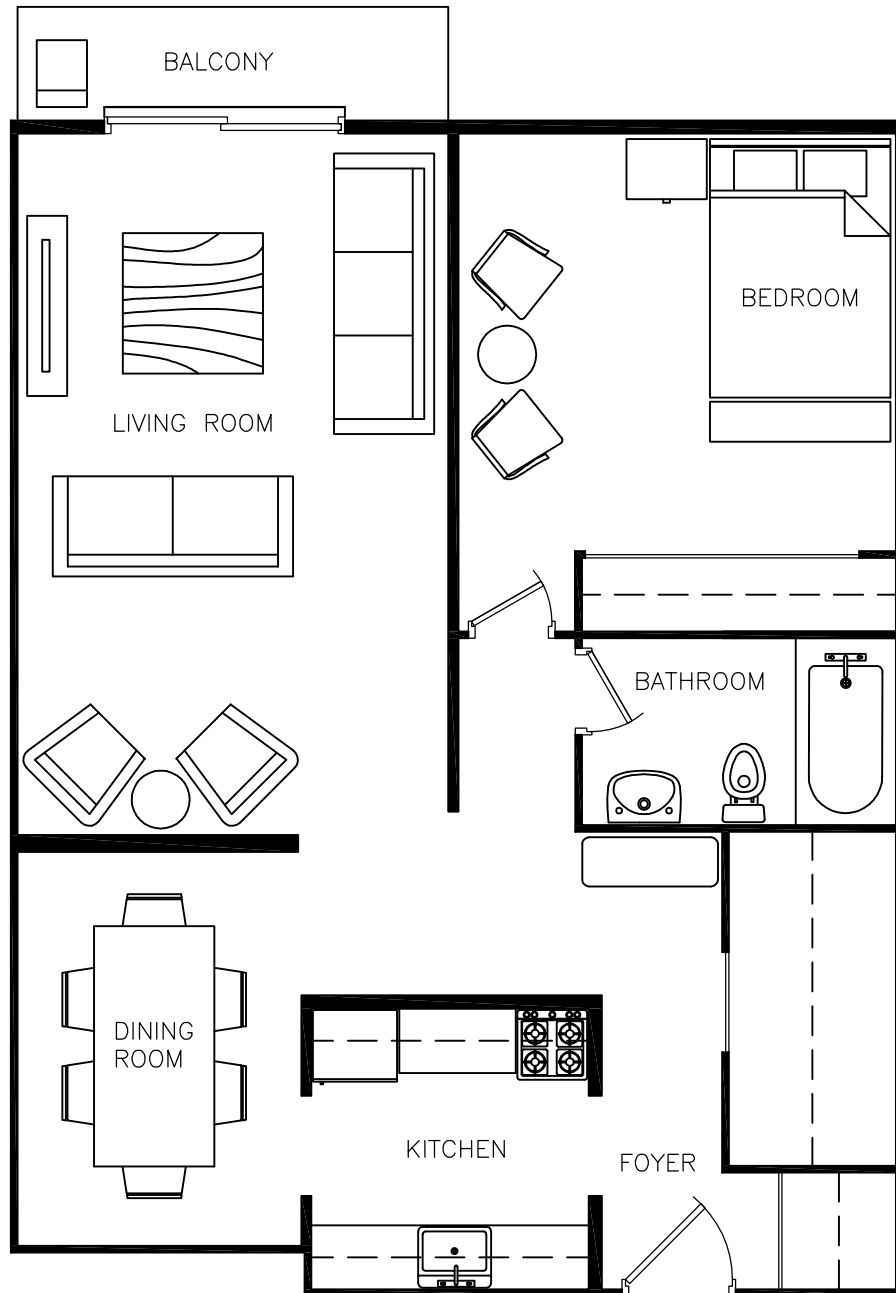 BALCONY
BEDROOM
LIVING ROOM
BATHROOM
DINING
ROOM
KITCHEN
FOYER